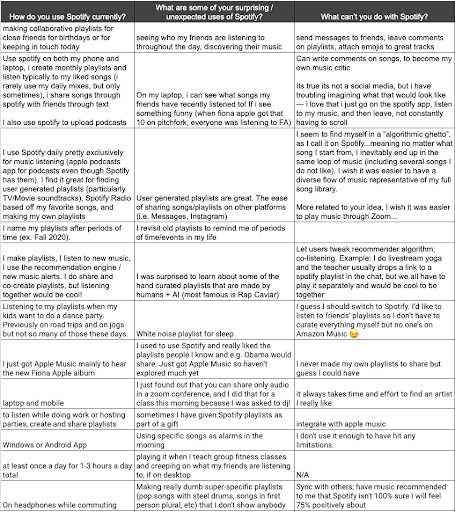 How do you use Spotify currently?
What are some of your surprising /
unexpected uses of Spotify?
What can't you do with Spotify?
making collaborative playlists for
close friends for birthdays or for
keeping in touch today
seeing who my friends are listening to
throughout the day, discovering their music
send messages to friends, leave comments
on playlists, attach emojis to great tracks
Use spotify on both my phone and
laptop, i create monthly playlists and
listen typically to my liked songs (i
rarely use my daily mixes, but only
sometimes), i share songs through
spotify with friends through text
I also use spotify to upload podcasts
On my laptop, i can see what songs my
friends have recently listened to! If i see
something funny (when fiona apple got
that 10 on pitchfork, everyone was listening to FA)
Can write comments on songs, to become my
own music critic
Its true its not a social media, but i have
troubling imagining what that would look like
— i love that i just go on the spotify app, listen
to my music, and then leave, not constantly
having to scroll
I use Spotify daily pretty exclusively
for music listening (apple podcasts
app for podcasts even though Spotify
has them). I find it great for finding
user generated playlists (particularly
TV/Movie soundtracks), Spotify Radio
based off my favorite songs, and
making my own playlists
User generated playlists are great. The ease
of sharing songs/playlists on other platforms
(i.e. Messages, Instagram)
I seem to find myself in a "algorithmic ghetto",
as I call it on Spotify...meaning no matter what
song I start from, I inevitably end up in the
same loop of music (including several songs I
do not like). I wish it was easier to have a
diverse flow of music representative of my full
song library.
More related to your idea, I wish it was easier
to play music through Zoom...
I name my playlists after periods of
time (ex. Fall 2020).
I revisit old playlists to remind me of periods
of time/events in my life
I make playlists, I listen to new music,
I use the recommendation engine /
new music alerts. I do share and
co-create playlists, but listening
together would be cool!
I was surprised to learn about some of the
hand curated playlists that are made by
humans + AI (most famous is Rap Caviar)
Let users tweak recommender algorithm;
co-listening. Example: I do livestream yoga
and the teacher usually drops a link to a
spotify playlist in the chat, but we all have to
play it separately and would be cool to be
together
Listening to my playlists when my
kids want to do a dance party.
Previously on road trips and on jogs
but not so many of those these days.
White noise playlist for sleep
I guess I should switch to Spotify. I'd like to
listen to friends' playlists so I don't have to
curate everything myself but no one's on
Amazon Music 😉
I just got Apple Music mainly to hear
the new Fiona Apple album
I used to use Spotify and really liked the
playlists people I know and e.g. Obama would
share. Just got Apple Music so haven't
explored much yet
I never made my own playlists to share but
guess I could have
laptop and mobile
I just found out that you can share only audio
in a zoom conference, and I did that for a
class this morning because I was asked to dj!
it always takes time and effort to find an artist
I really like
to listen while doing work or hosting
parties, create and share playlists
sometimes I have given Spotify playlists as
part of a gift
integrate with apple music
Windows or Android App
Using specific songs as alarms in the
morning
I don't use it enough to have hit any
limitations.
at least once a day for 1-3 hours a day
total
playing it when I teach group fitness classes
and creeping on what my friends are listening
to, if on desktop
N/A
On headphones while commuting
Making really dumb super-specific playlists
(pop songs with steel drums, songs in first
person plural, etc) that I don't show anybody
Sync with others; have music recommended
to me that Spotify isn't 100% sure I will feel
75% positively about